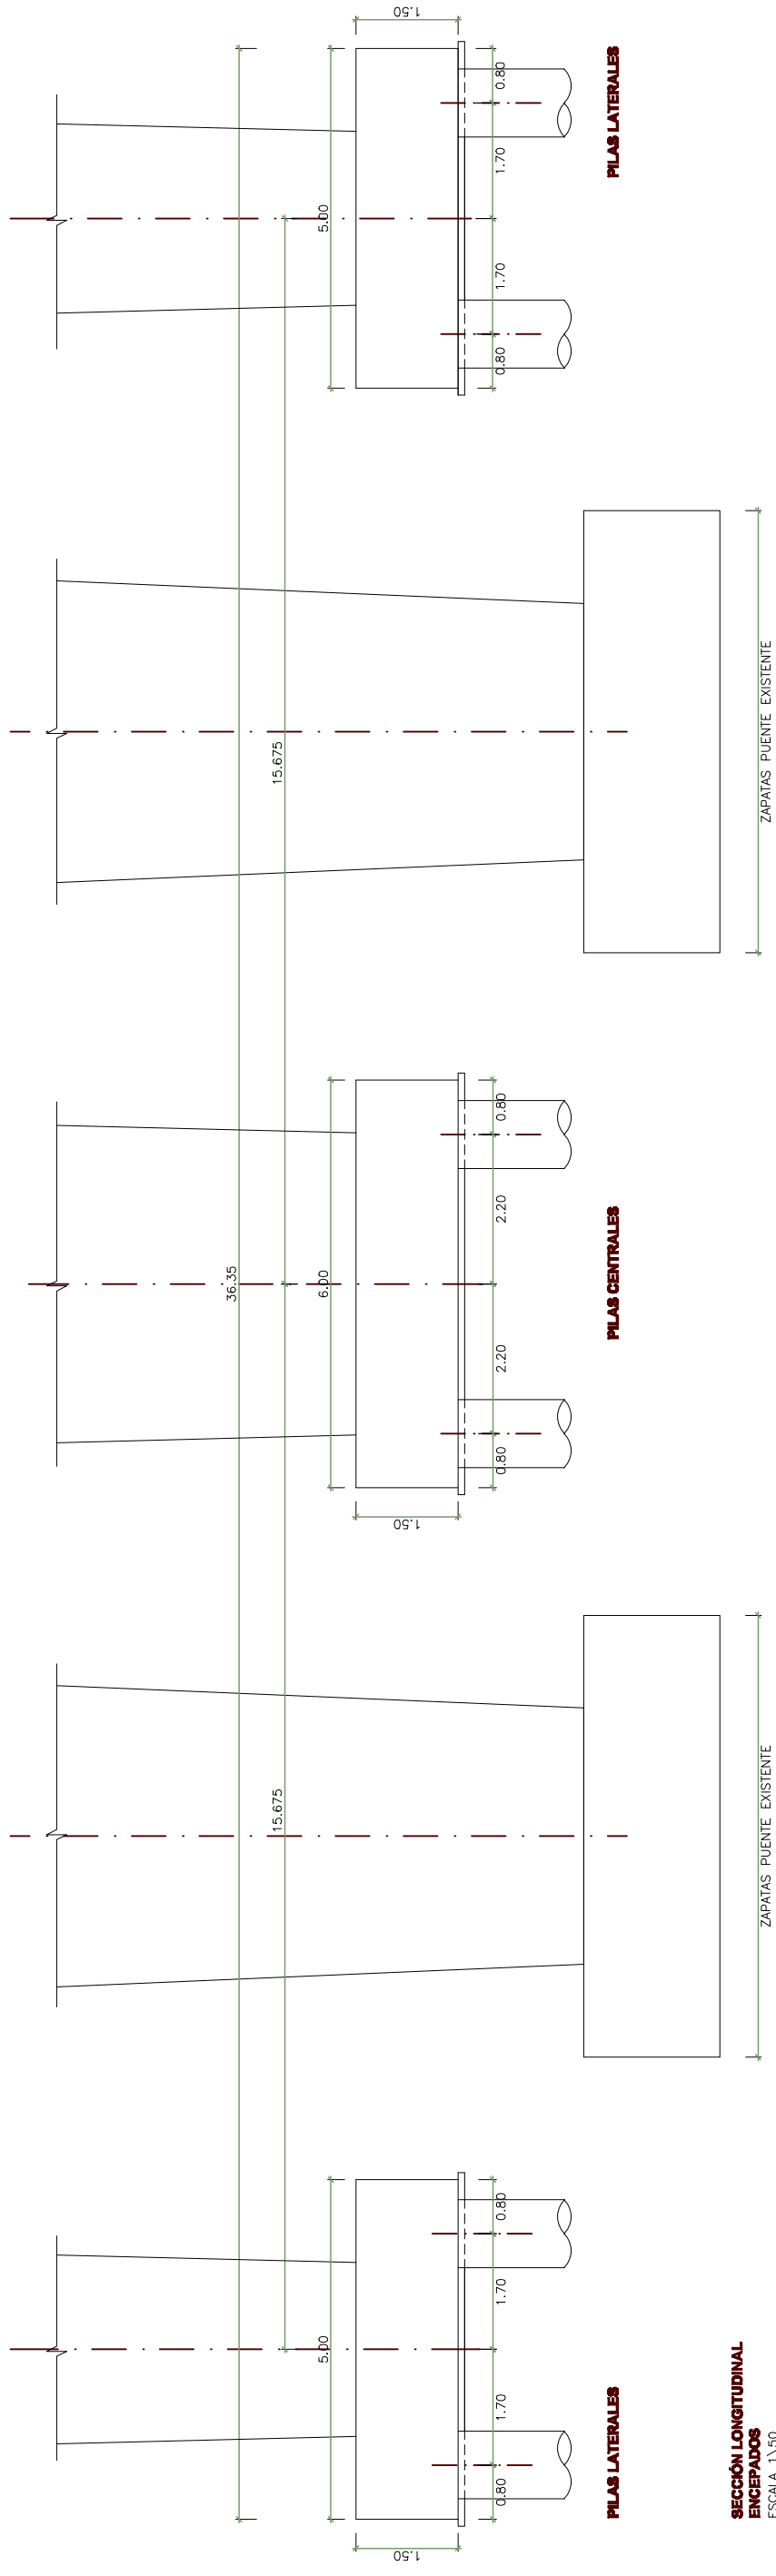 36.35
15.675
15.675
5.00
1.50
0.80
1.70
1.70
0.80
PILAS LATERALES
ZAPATAS PUENTE EXISTENTE
6.00
1.50
0.80
2.20
2.20
0.80
PILAS CENTRALES
ZAPATAS PUENTE EXISTENTE
5.00
1.50
0.80
1.70
1.70
0.80
PILAS LATERALES
SECCIÓN LONGITUDINAL
ENCEPADOS
ESCALA 1\50